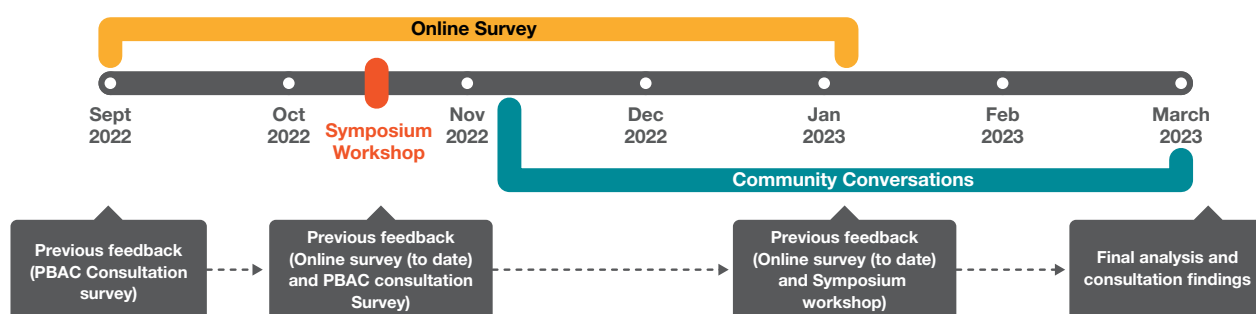 Online Survey
Sept
2022
Oct
2022
Symposium
Workshop
Nov
2022
Dec
2022
Jan
2023
Feb
2023
March
2023
Community Conversations
Previous feedback
(PBAC Consultation
survey)
Previous feedback
(Online survey (to date)
and PBAC consultation
Survey)
Previous feedback
(Online survey (to date)
and Symposium
workshop)
Final analysis and
consultation findings